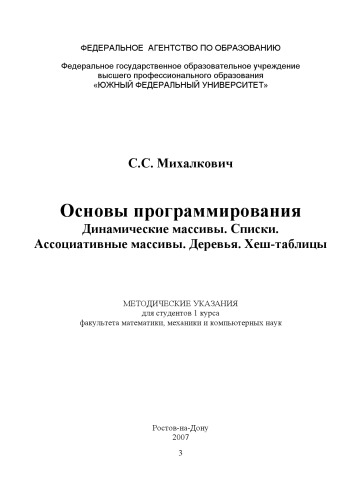 ФЕДЕРАЛЬНОЕ АГЕНТСТВО ПО ОБРАЗОВАНИЮ
Федеральное государственное образовательное учреждение
высшего профессионального образования
«ЮЖНЫЙ ФЕДЕРАЛЬНЫЙ УНИВЕРСИТЕТ»
С.С. Михалкович
Основы программирования
Динамические массивы. Списки.
Ассоциативные массивы. Деревья. Хеш-таблицы
МЕТОДИЧЕСКИЕ УКАЗАНИЯ
для студентов 1 курса
факультета математики, механики и компьютерных наук
Ростов-на-Дону
2007
3